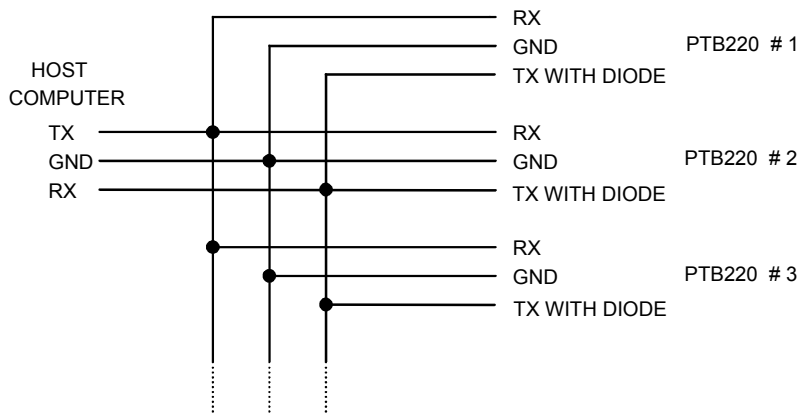 RX
GND
PTB220 # 1
TX WITH DIODE
HOST
COMPUTER
TX
GND
RX
RX
GND
PTB220 # 2
TX WITH DIODE
RX
GND
PTB220 # 3
TX WITH DIODE